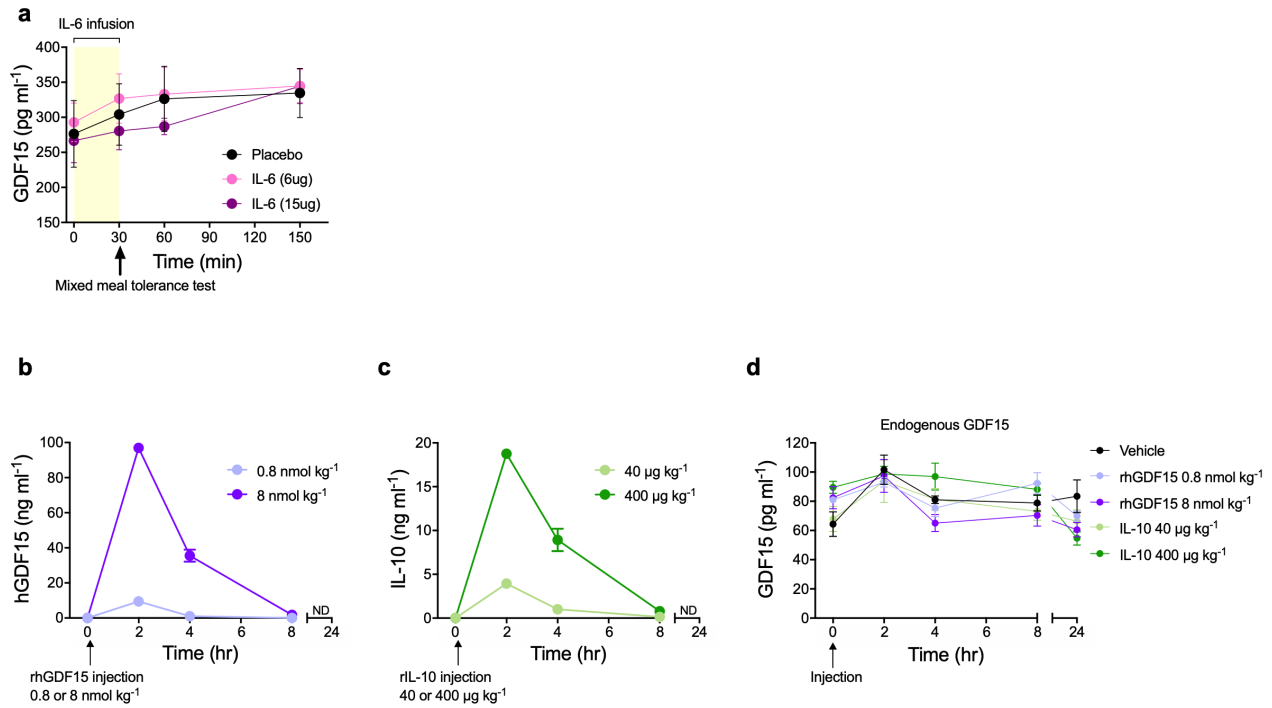 a
IL-6 infusion
400
350
300
250
200
150
GDF15 (pg ml-1)
Placebo
IL-6 (6ug)
IL-6 (15ug)
0 30 60 90 120 150
Time (min)
Mixed meal tolerance test
b
100
80
60
40
20
0
hGDF15 (ng ml-1)
0.8 nmol kg-1
8 nmol kg-1
ND
0 2 4 6 8 24
Time (hr)
rhGDF15 injection
0.8 or 8 nmol kg-1
c
20
15
10
5
0
IL-10 (ng ml-1)
40 µg kg-1
400 µg kg-1
ND
0 2 4 6 8 24
Time (hr)
rIL-10 injection
40 or 400 µg kg-1
d
Endogenous GDF15
120
100
80
60
40
20
0
GDF15 (pg ml-1)
Vehicle
rhGDF15 0.8 nmol kg-1
rhGDF15 8 nmol kg-1
IL-10 40 µg kg-1
IL-10 400 µg kg-1
0 2 4 6 8 24
Time (hr)
Injection